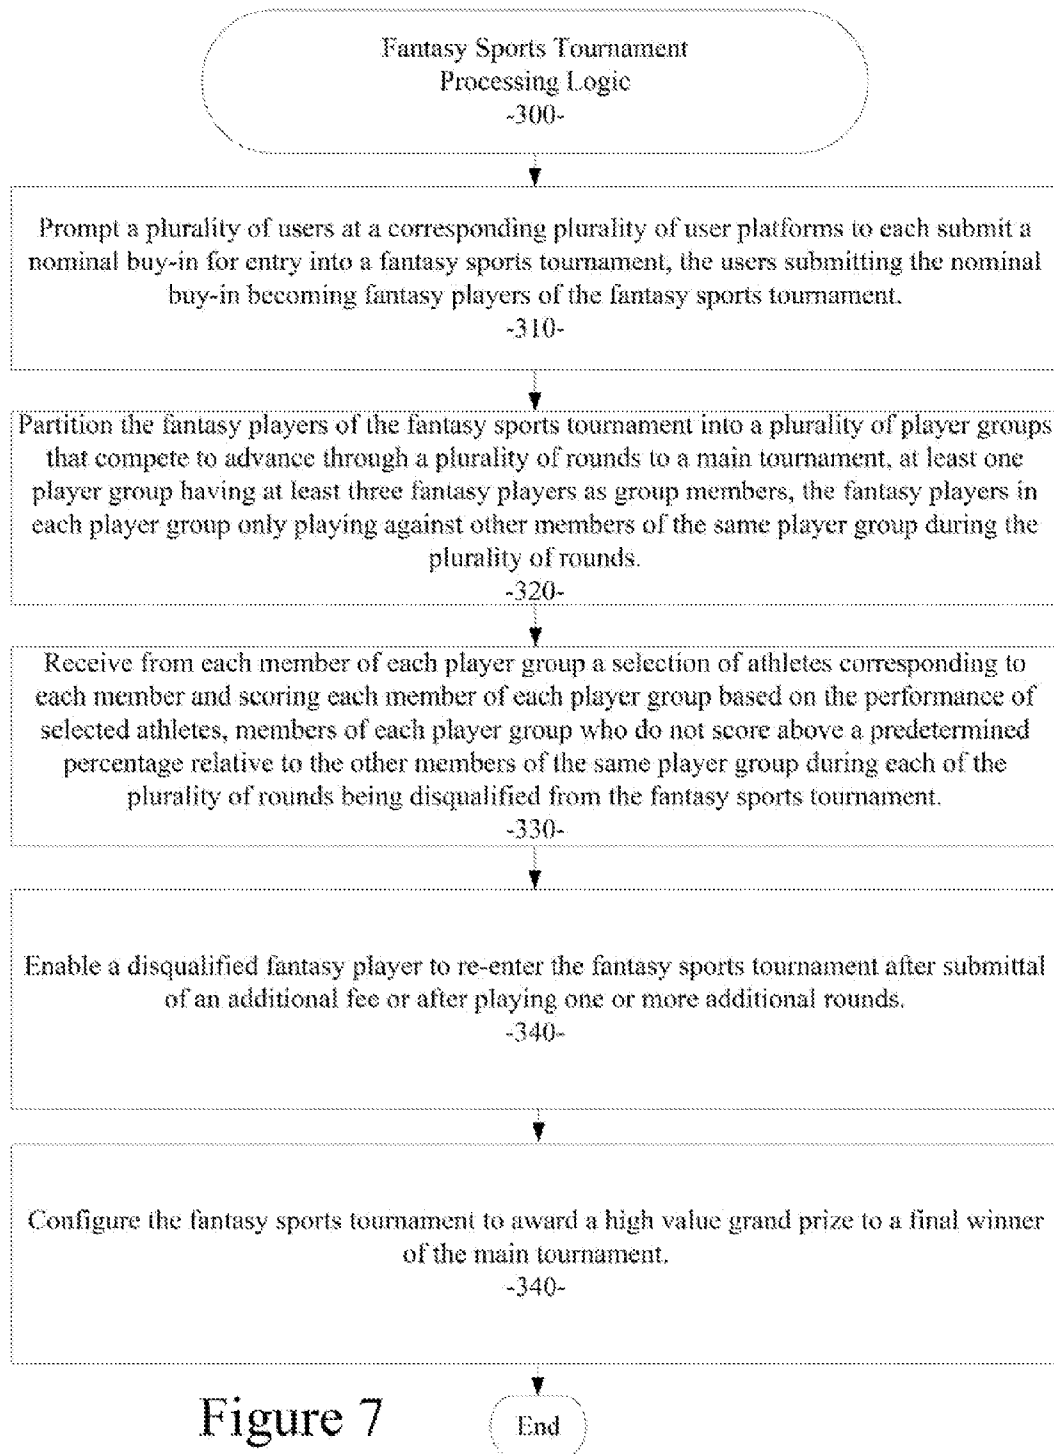 Fantasy Sports Tournament
Processing Logic
-300-
Prompt a plurality of users at a corresponding plurality of user platforms to each submit a
nominal buy-in for entry into a fantasy sports tournament, the users submitting the nominal
buy-in becoming fantasy players of the fantasy sports tournament.
-310-
Partition the fantasy players of the fantasy sports tournament into a plurality of player groups
that compete to advance through a plurality of rounds to a main tournament, at least one
player group having at least three fantasy players as group members, the fantasy players in
each player group only playing against other members of the same player group during the
plurality of rounds.
-320-
Receive from each member of each player group a selection of athletes corresponding to
each member and scoring each member of each player group based on the performance of
selected athletes, members of each player group who do not score above a predetermined
percentage relative to the other members of the same player group during each of the
plurality of rounds being disqualified from the fantasy sports tournament.
-330-
Enable a disqualified fantasy player to re-enter the fantasy sports tournament after submittal
of an additional fee or after playing one or more additional rounds.
-340-
Configure the fantasy sports tournament to award a high value grand prize to a final winner
of the main tournament.
-340-
Figure 7
End